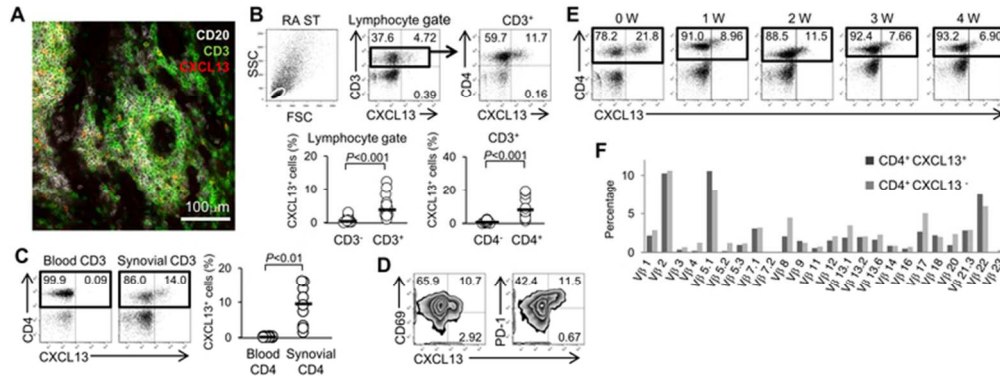 A
CD20
CD3
CXCL13
100μm
B
RA ST
SSC
FSC
Lymphocyte gate
37.6 4.72
0.39
CD3
CXCL13
CD3⁺
59.7 11.7
0.16
CD4
CXCL13
Lymphocyte gate
CXCL13⁺ cells (%)
20
10
0
P<0.001
CD3⁻ CD3⁺
CD3⁺
CXCL13⁺ cells (%)
40
20
0
P<0.001
CD4⁻ CD4⁺
C
Blood CD3
99.9 0.09
Synovial CD3
86.0 14.0
CD4
CXCL13
CXCL13⁺ cells (%)
20
10
0
P<0.01
Blood CD4
Synovial CD4
D
CD69
65.9 10.7
2.92
PD-1
42.4 11.5
0.67
CXCL13
E
0 W
1 W
2 W
3 W
4 W
78.2 21.8
91.0 8.96
88.5 11.5
92.4 7.66
93.2 6.90
CD4
CXCL13
F
CD4⁺ CXCL13⁺
CD4⁺ CXCL13⁻
Percentage
10
5
0
Vβ 1
Vβ 2
Vβ 3
Vβ 4
Vβ 5.1
Vβ 5.2
Vβ 5.3
Vβ 7.1
Vβ 7.2
Vβ 8
Vβ 9
Vβ 11
Vβ 12
Vβ 13.1
Vβ 13.2
Vβ 13.6
Vβ 14
Vβ 16
Vβ 17
Vβ 18
Vβ 20
Vβ 21.3
Vβ 22
Vβ 23